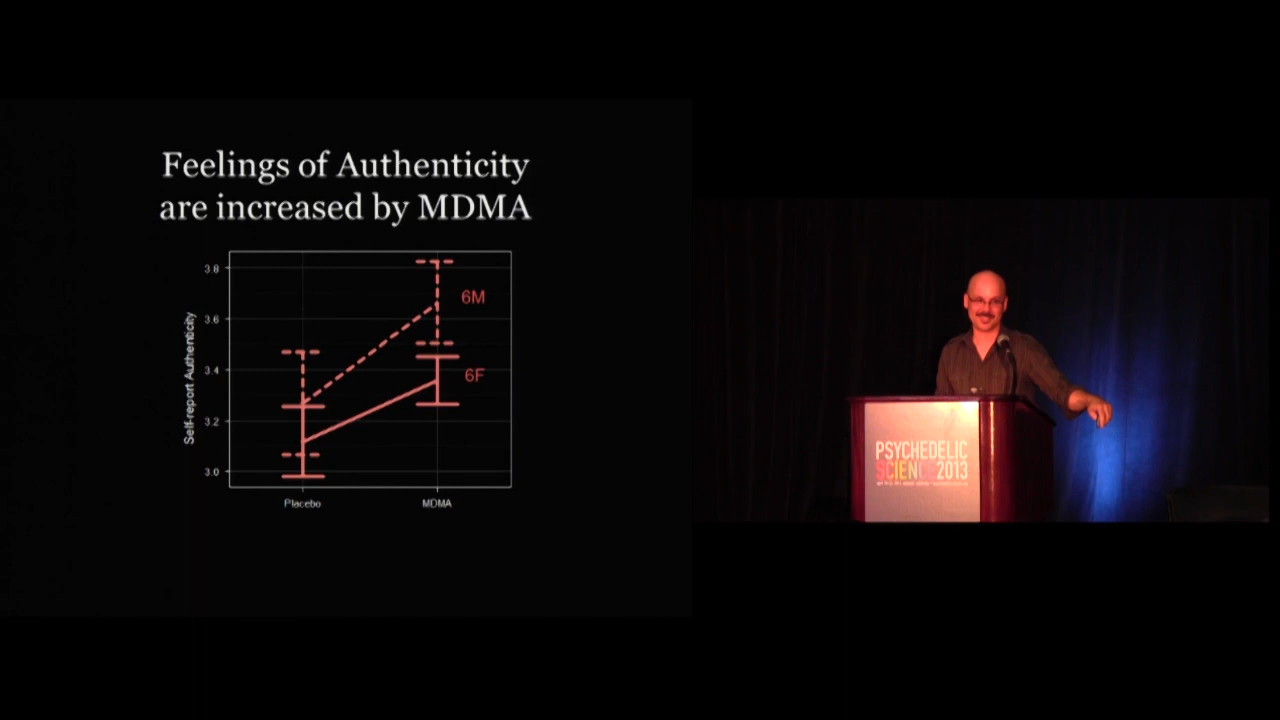 Feelings of Authenticity
are increased by MDMA
Self-report Authenticity
3.8
3.6
3.4
3.2
3.0
6M
6F
Placebo
MDMA
PSYCHEDELIC
SCIENCE 2013